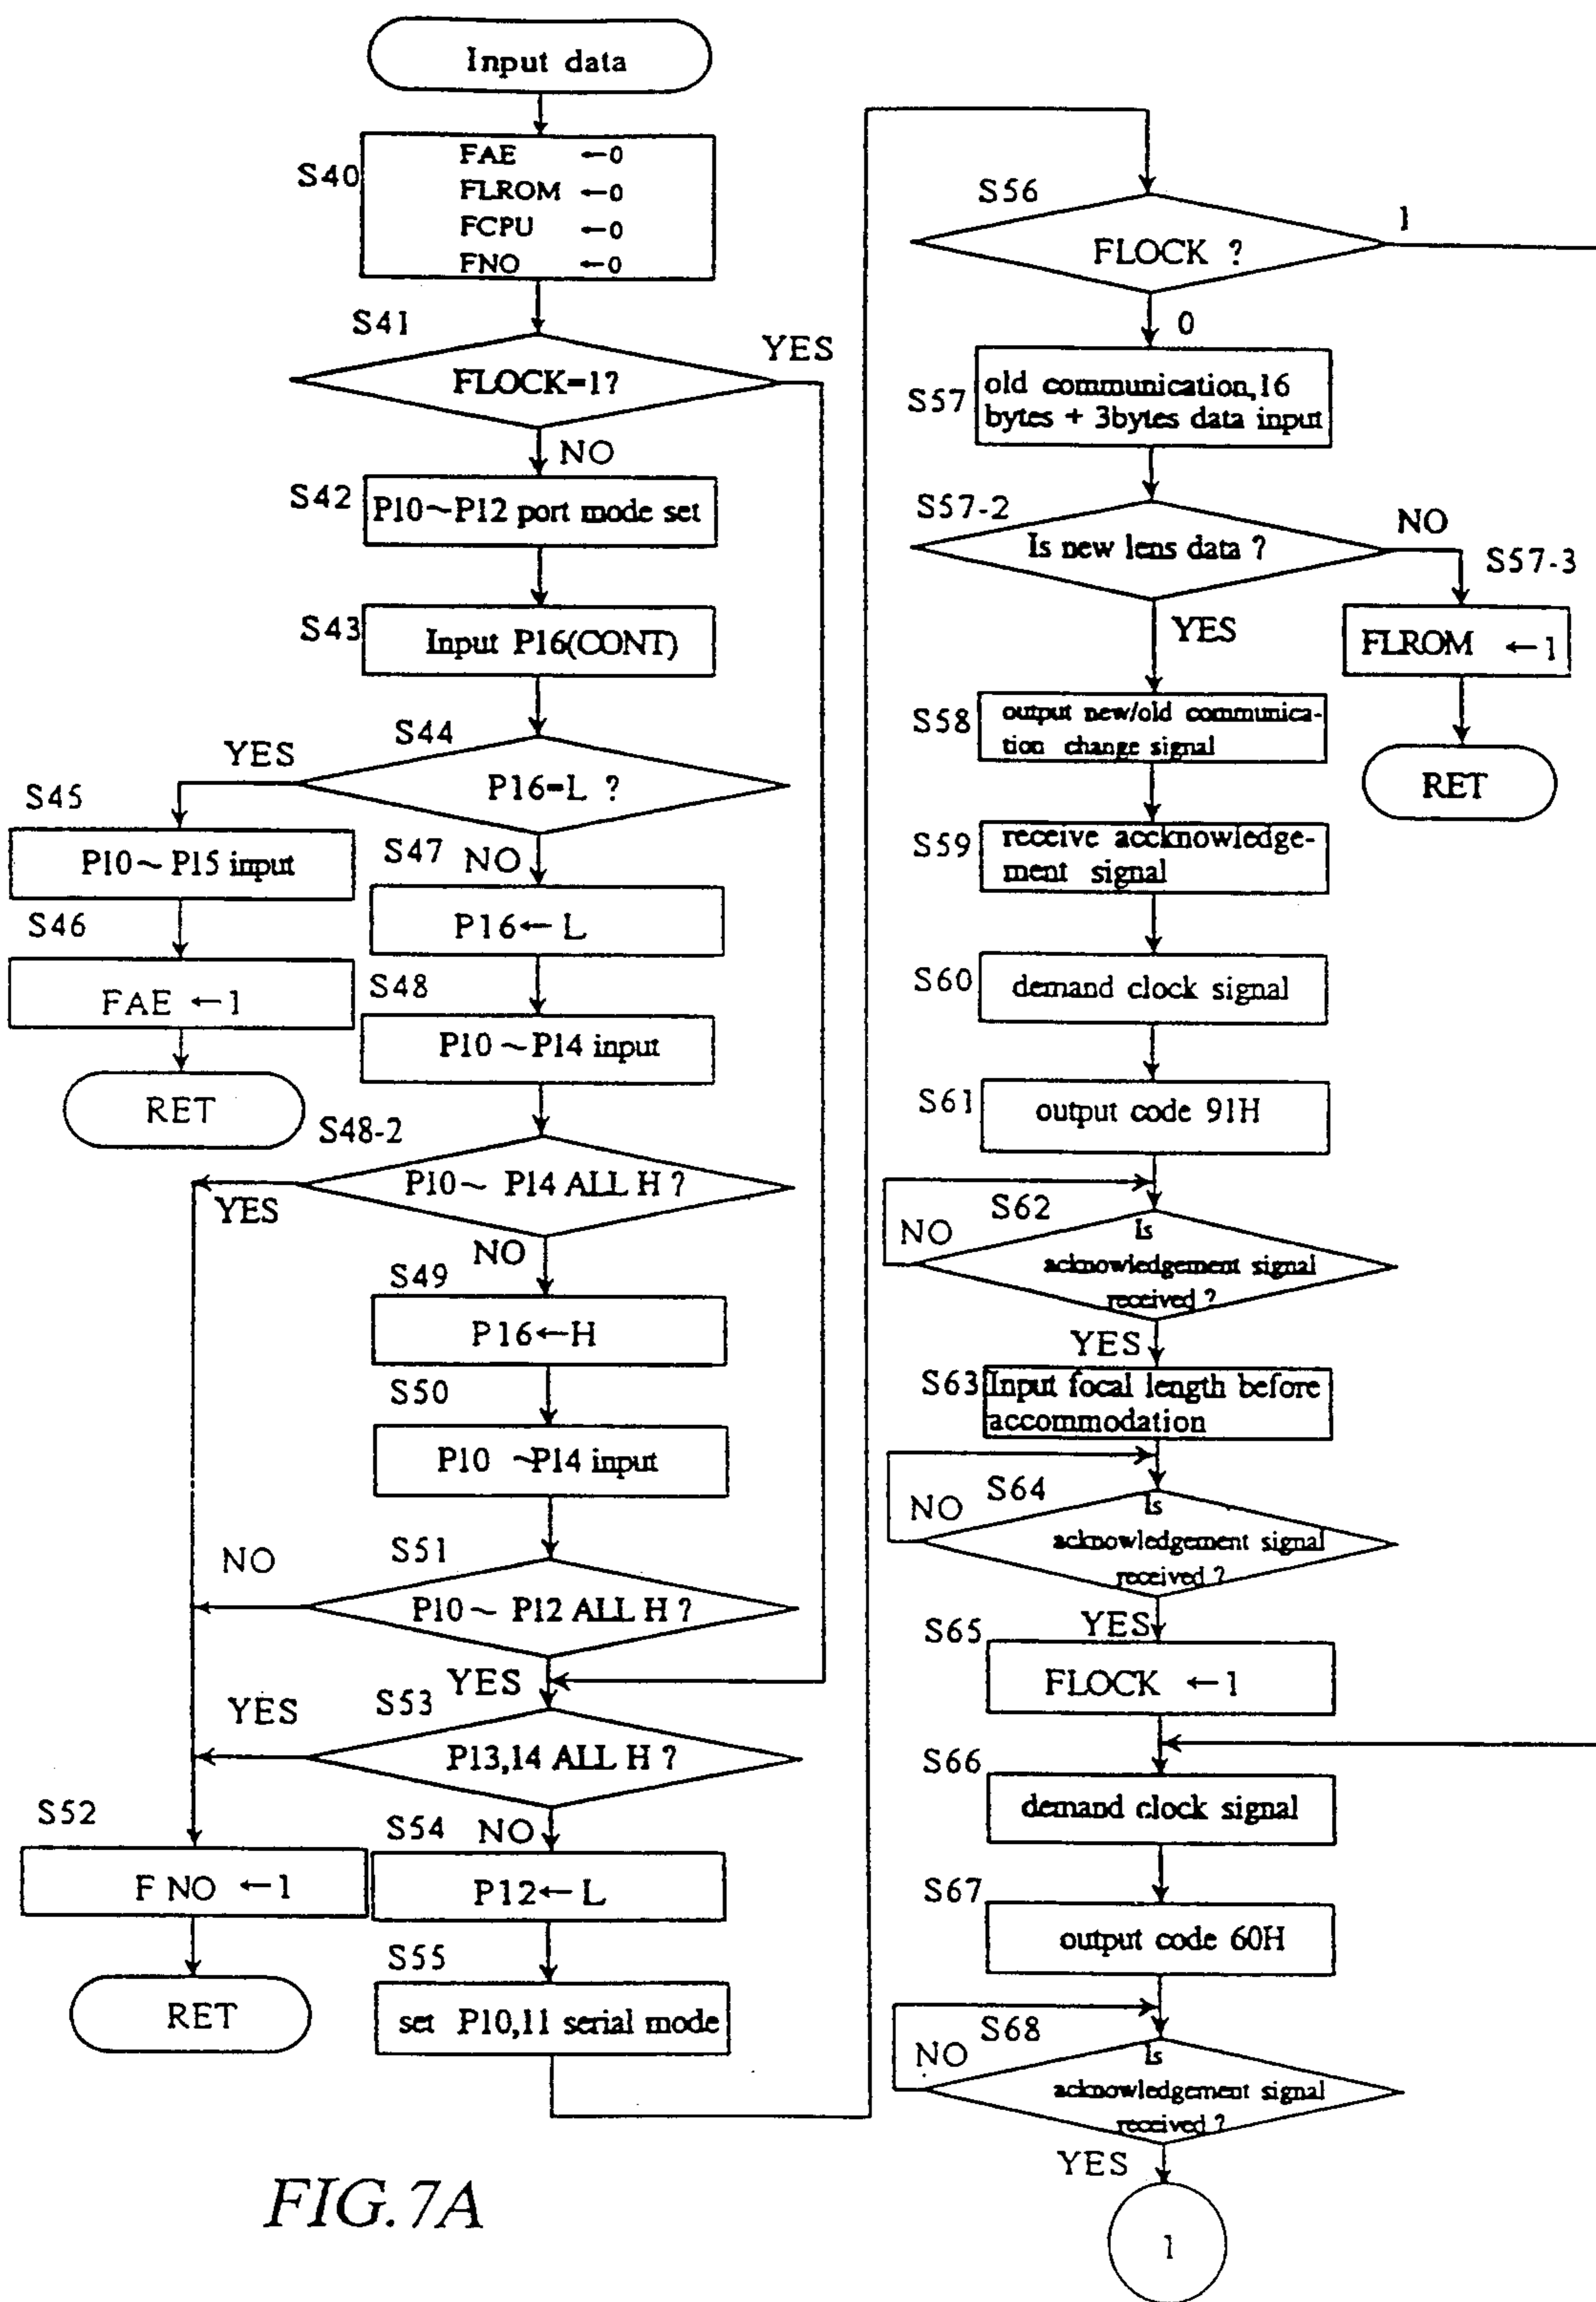 Input data
S40
FAE ←0
FLROM ←0
FCPU ←0
FNO ←0
S41
FLOCK=1?
YES
NO
S42
P10~P12 port mode set
S43
Input P16(CONT)
S44
YES
P16=L ?
S45
P10~ P15 input
S46
FAE ←1
RET
S47
NO
P16← L
S48
P10 ~P14 input
S48-2
P10~ P14 ALL H ?
YES
NO
S49
P16←H
S50
P10 ~P14 input
S51
NO
P10~ P12 ALL H ?
YES
S53
YES
P13,14 ALL H ?
S52
F NO ←1
RET
S54
NO
P12← L
S55
set P10,11 serial mode
S56
FLOCK ?
1
0
S57
old communication,16
bytes + 3bytes data input
S57-2
Is new lens data ?
NO
S57-3
FLROM ←1
RET
YES
S58
output new/old communica-
tion change signal
S59
receive accknowledge-
ment signal
S60
demand clock signal
S61
output code 91H
S62
NO
Is
acknowledgement signal
received ?
YES
S63
Input focal length before
accommodation
S64
NO
Is
acknowledgement signal
received ?
YES
S65
FLOCK ←1
S66
demand clock signal
S67
output code 60H
S68
NO
Is
acknowledgement signal
received ?
YES
1
FIG.7A